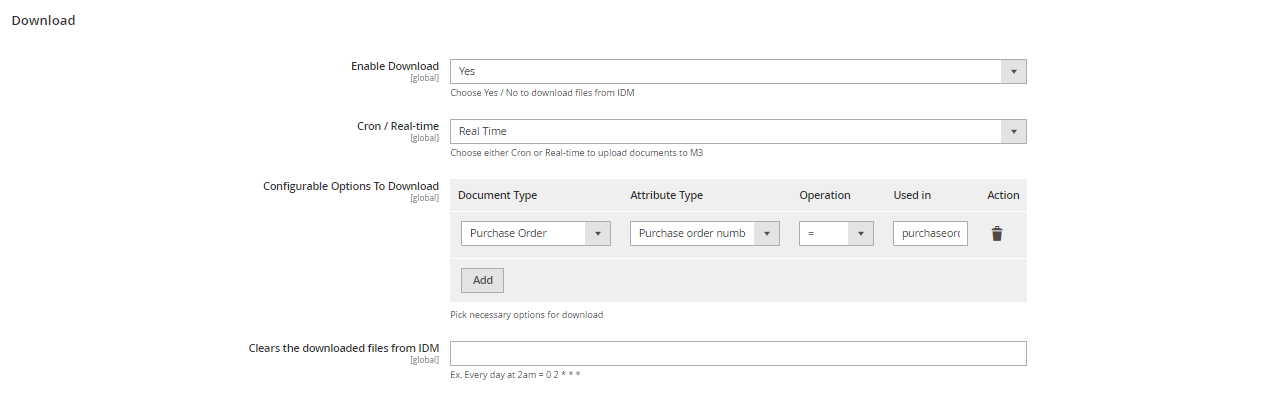 Download
Enable Download
[global]
Yes
Choose Yes / No to download files from IDM
Cron / Real-time
[global]
Real Time
Choose either Cron or Real-time to upload documents to M3
Configurable Options To Download
[global]
Document Type Attribute Type Operation Used in Action
Purchase Order Purchase order numb = purchaseorc
Add
Pick necessary options for download
Clears the downloaded files from IDM
[global]
Ex. Every day at 2am = 0 2 * * *